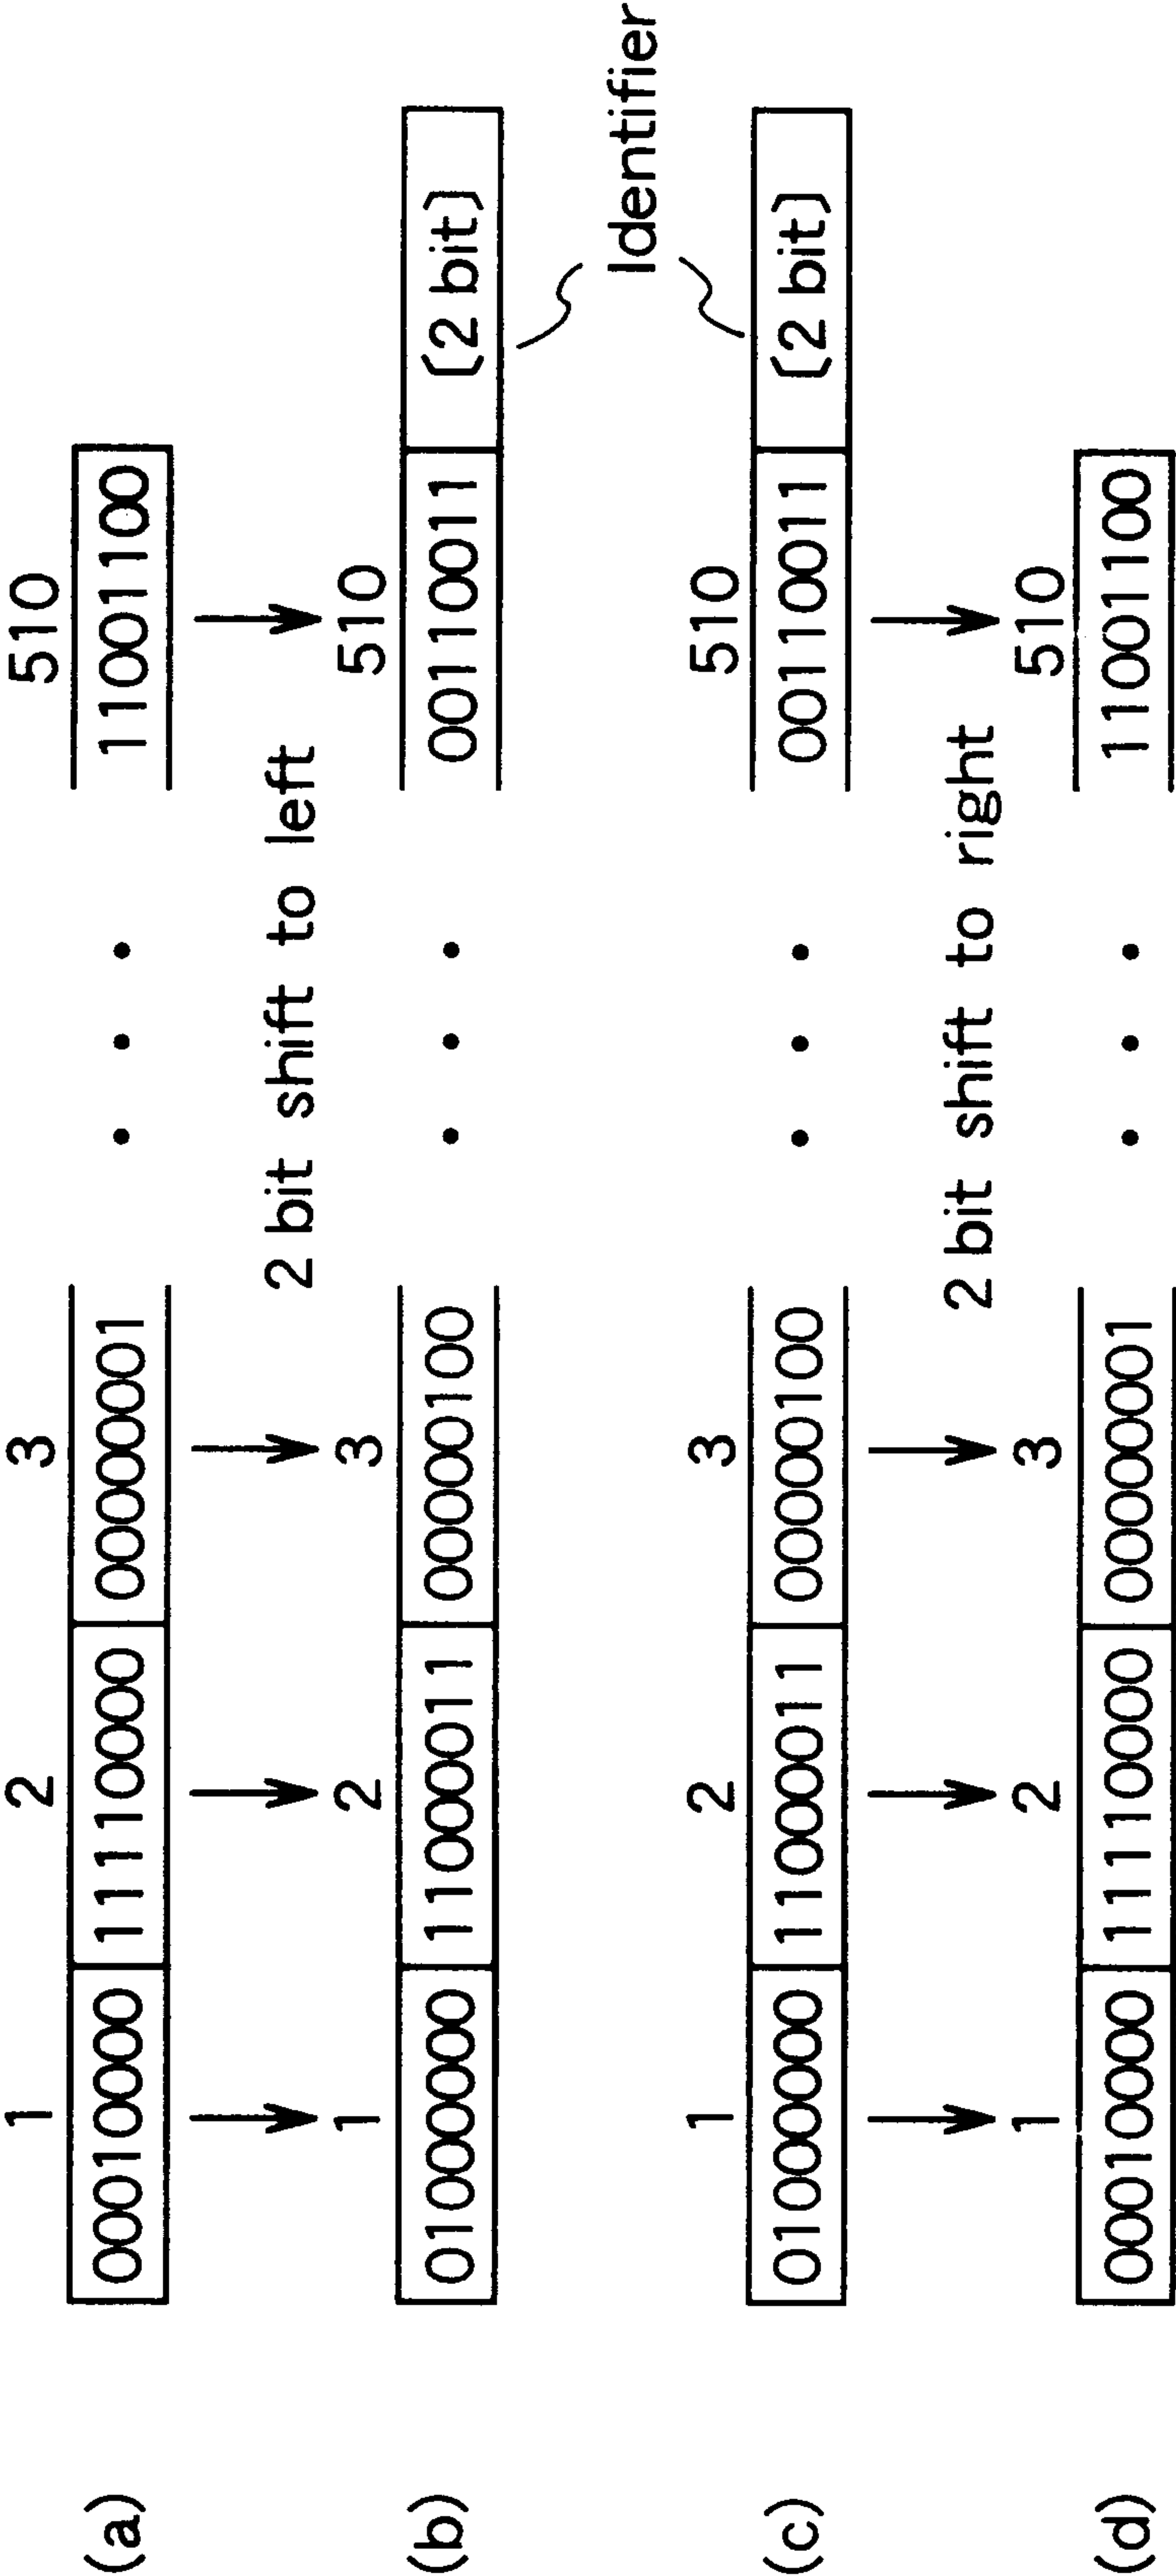 1 2 3 510
(a) 00010000 11110000 00000001 • • • 11001100
2 bit shift to left
1 2 3 510
(b) 01000000 11000011 00000100 • • • 00110011 (2 bit)
Identifier
1 2 3 510
(c) 01000000 11000011 00000100 • • • 00110011 (2 bit)
2 bit shift to right
1 2 3 510
(d) 00010000 11110000 00000001 • • • 11001100